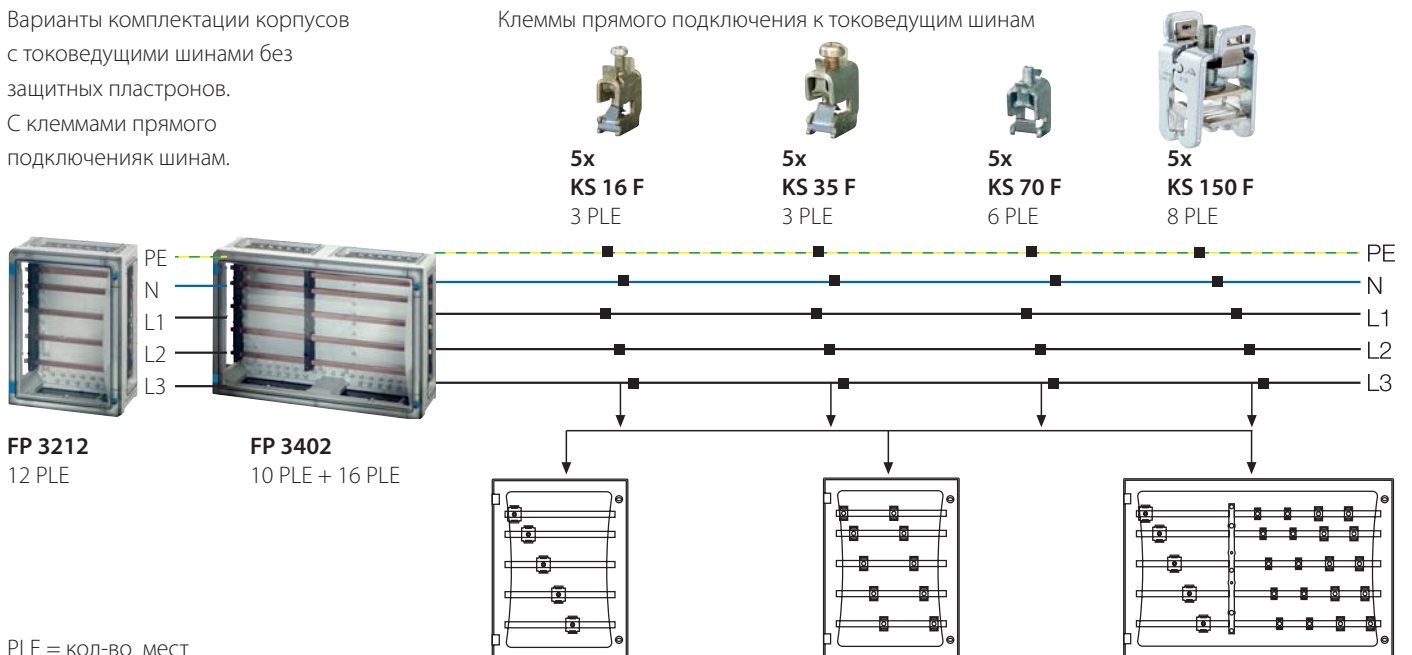 Варианты комплектации корпусов
с токоведущими шинами без
защитных пластронов.
С клеммами прямого
подключенияк шинам.
Клеммы прямого подключения к токоведущим шинам
5x
KS 16 F
3 PLE
5x
KS 35 F
3 PLE
5x
KS 70 F
6 PLE
5x
KS 150 F
8 PLE
PE
N
L1
L2
L3
PE
N
L1
L2
L3
FP 3212
12 PLE
FP 3402
10 PLE + 16 PLE
PLE = кол-во мест